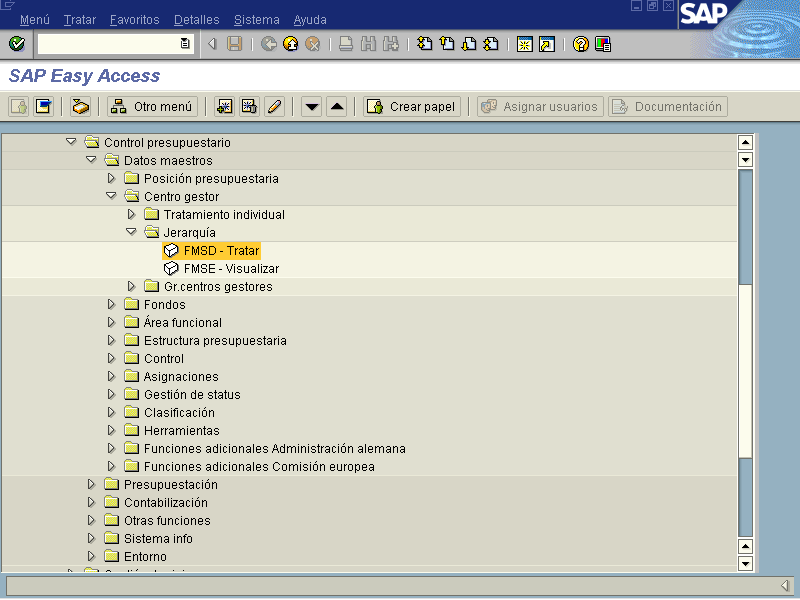 Menú Tratar Favoritos Detalles Sistema Ayuda
SAP
SAP Easy Access
Otro menú Crear papel Asignar usuarios Documentación
Control presupuestario
Datos maestros
Posición presupuestaria
Centro gestor
Tratamiento individual
Jerarquía
FMSD - Tratar
FMSE - Visualizar
Gr.centros gestores
Fondos
Área funcional
Estructura presupuestaria
Control
Asignaciones
Gestión de status
Clasificación
Herramientas
Funciones adicionales Administración alemana
Funciones adicionales Comisión europea
Presupuestación
Contabilización
Otras funciones
Sistema info
Entorno